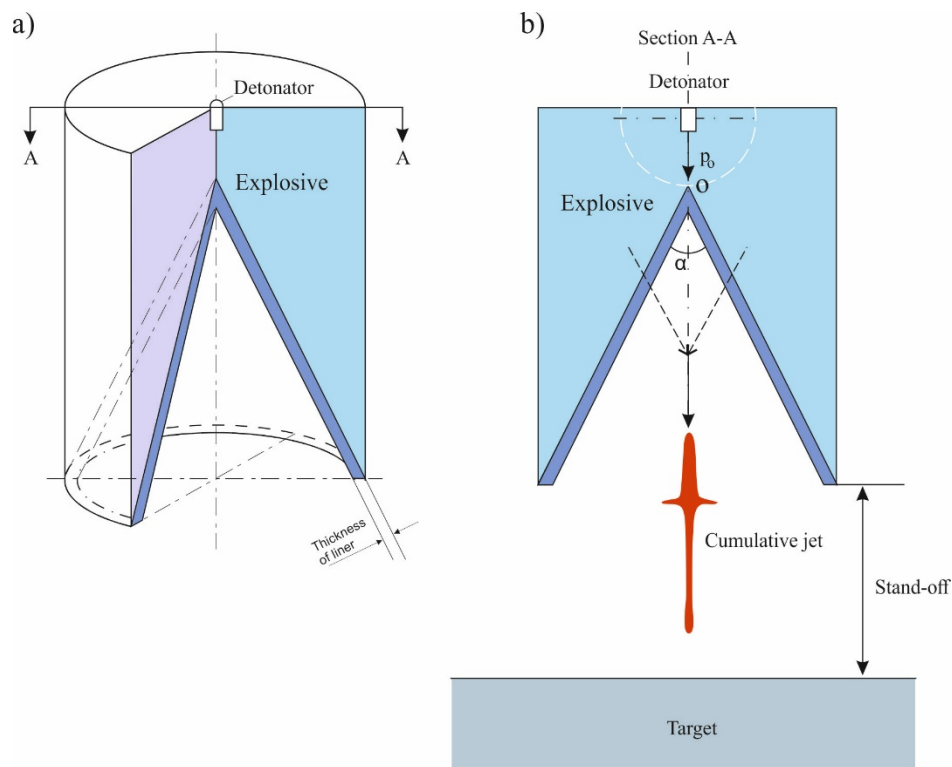 a)
Detonator
A
A
Explosive
Thickness
of liner
b)
Section A-A
Detonator
p₀
O
Explosive
α
Cumulative jet
Stand-off
Target